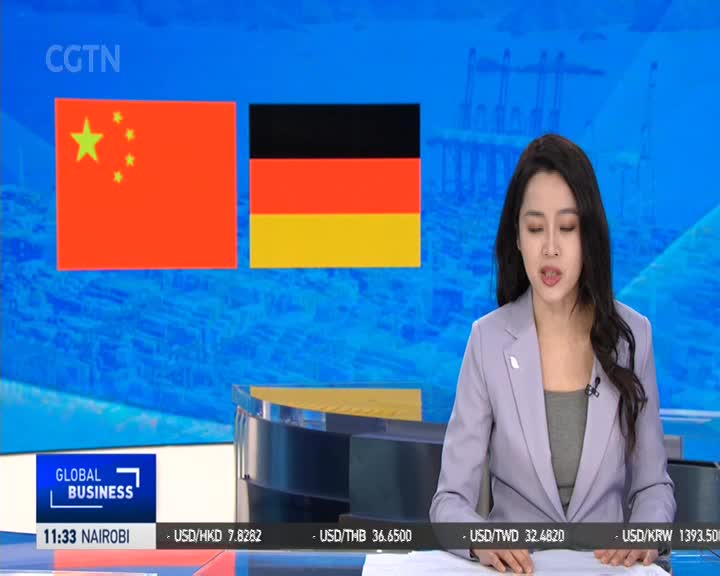 CGTN
GLOBAL
BUSINESS
11:33 NAIROBI
· USD/HKD 7.8282 · USD/THB 36.6500 · USD/TWD 32.4820 · USD/KRW 1393.500